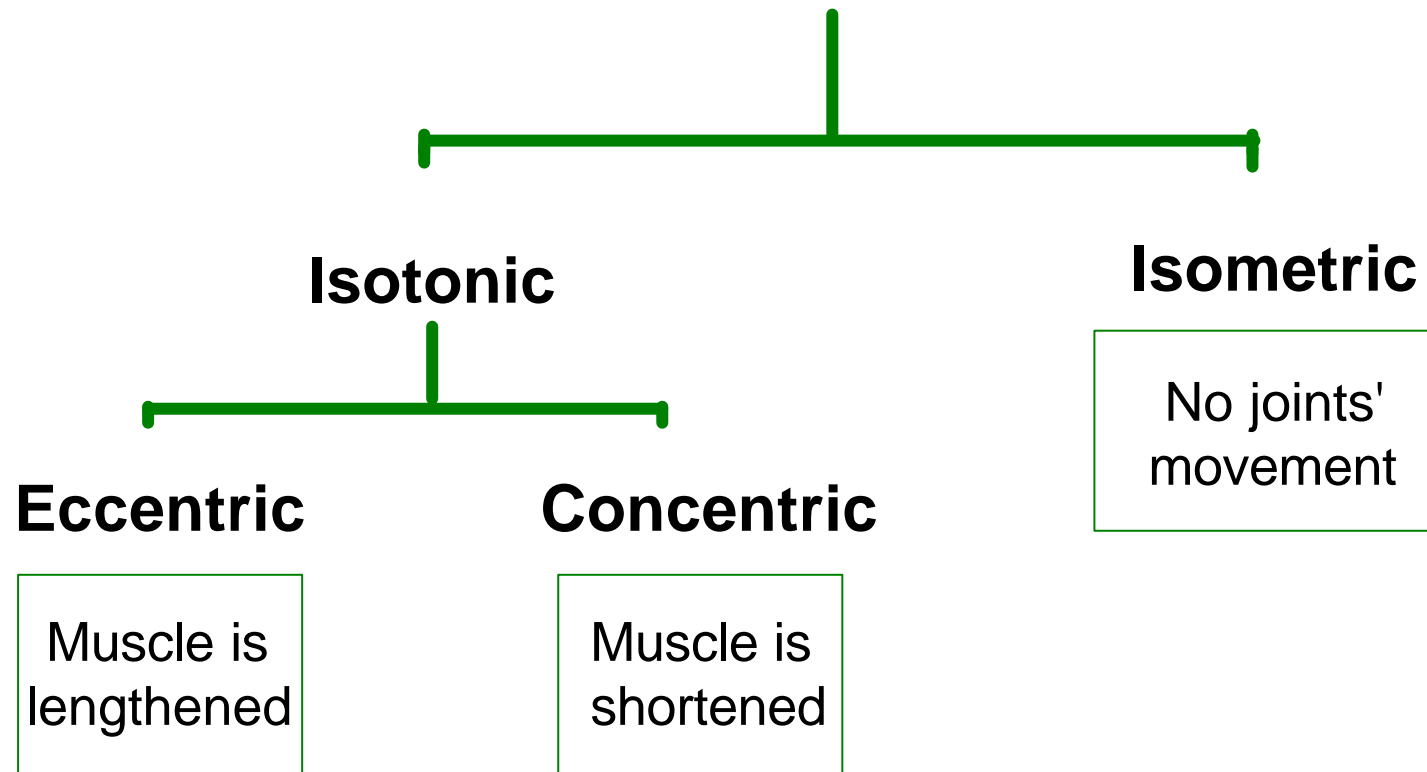 Isotonic
Isometric
No joints'
movement
Eccentric
Concentric
Muscle is
lengthened
Muscle is
shortened